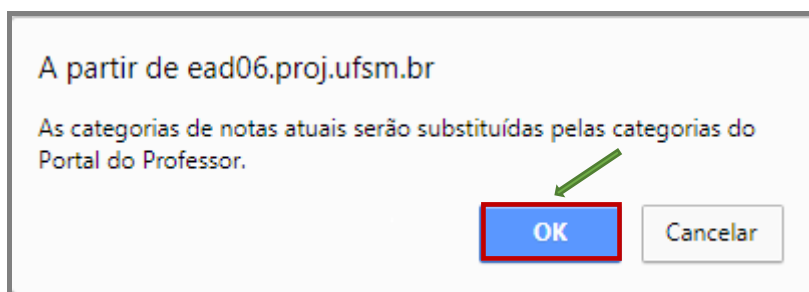 A partir de ead06.proj.ufsm.br
As categorias de notas atuais serão substituídas pelas categorias do
Portal do Professor.
OK
Cancelar